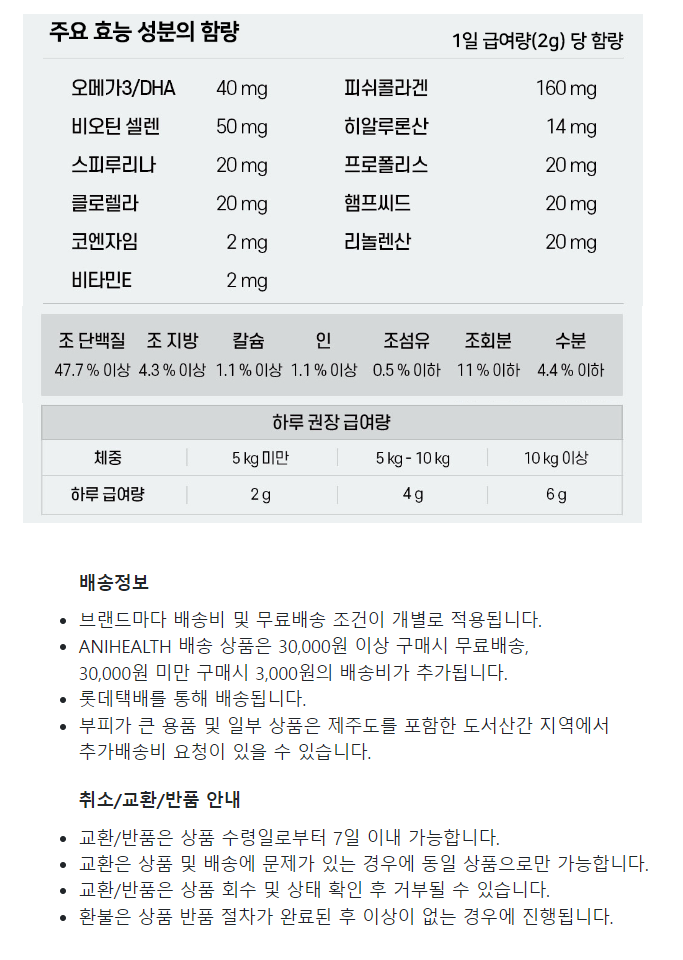 주요 효능 성분의 함량
1일 급여량(2g) 당 함량
오메가3/DHA 40 mg 피쉬콜라겐 160 mg
비오틴 셀렌 50 mg 히알루론산 14 mg
스피루리나 20 mg 프로폴리스 20 mg
클로렐라 20 mg 햄프씨드 20 mg
코엔자임 2 mg 리놀렌산 20 mg
비타민E 2 mg
조 단백질 조 지방 칼슘 인 조섬유 조회분 수분
47.7 % 이상 4.3 % 이상 1.1 % 이상 1.1 % 이상 0.5 % 이하 11 % 이하 4.4 % 이하
하루 권장 급여량
체중 5 kg 미만 5 kg - 10 kg 10 kg 이상
하루 급여량 2 g 4 g 6 g
배송정보
• 브랜드마다 배송비 및 무료배송 조건이 개별로 적용됩니다.
• ANIHEALTH 배송 상품은 30,000원 이상 구매시 무료배송,
30,000원 미만 구매시 3,000원의 배송비가 추가됩니다.
• 롯데택배를 통해 배송됩니다.
• 부피가 큰 용품 및 일부 상품은 제주도를 포함한 도서산간 지역에서
추가배송비 요청이 있을 수 있습니다.
취소/교환/반품 안내
• 교환/반품은 상품 수령일로부터 7일 이내 가능합니다.
• 교환은 상품 및 배송에 문제가 있는 경우에 동일 상품으로만 가능합니다.
• 교환/반품은 상품 회수 및 상태 확인 후 거부될 수 있습니다.
• 환불은 상품 반품 절차가 완료된 후 이상이 없는 경우에 진행됩니다.